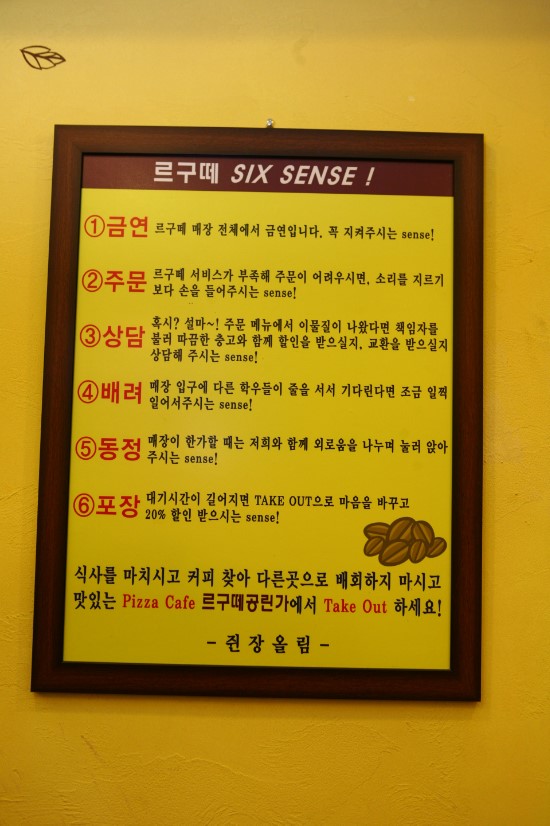 르구떼 SIX SENSE !
①금연 르구떼 매장 전체에서 금연입니다. 꼭 지켜주시는 sense!
②주문 르구떼 서비스가 부족해 주문이 어려우시면, 소리를 지르기
보다 손을 들어주시는 sense!
③상담 혹시? 설마~! 주문 메뉴에서 이물질이 나왔다면 책임자를
불러 따끔한 충고와 함께 할인을 받으실지, 교환을 받으실지
상담해 주시는 sense!
④배려 매장 입구에 다른 학우들이 줄을 서서 기다린다면 조금 일찍
일어서주시는 sense!
⑤동정 매장이 한가할 때는 저희와 함께 외로움을 나누며 눌러 앉아
주시는 sense!
⑥포장 대기시간이 길어지면 TAKE OUT으로 마음을 바꾸고
20% 할인 받으시는 sense!
식사를 마치시고 커피 찾아 다른곳으로 배회하지 마시고
맛있는 Pizza Cafe 르구떼공린가에서 Take Out 하세요!
- 쥔장올림 -